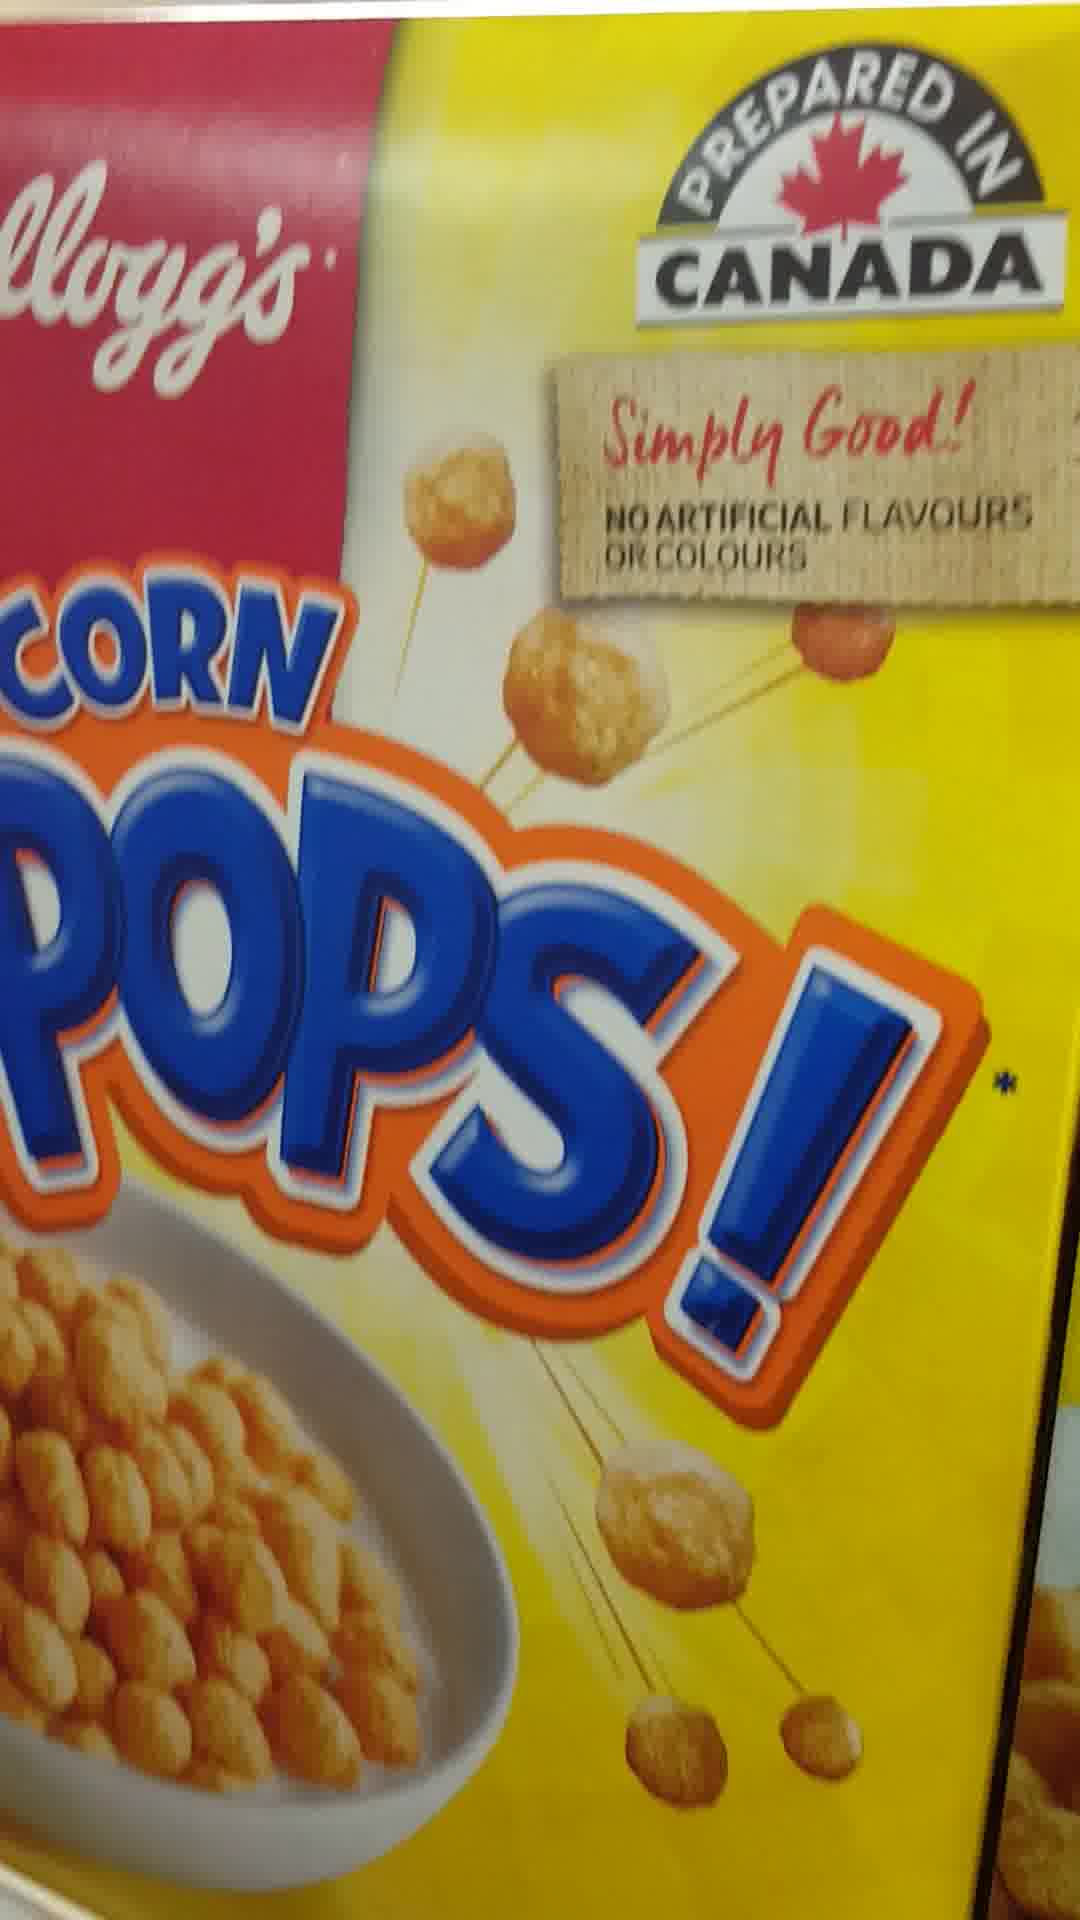 PREPARED IN
CANADA
llogg's
Simply Good!
NO ARTIFICIAL FLAVOURS
OR COLOURS
CORN
POPS!*